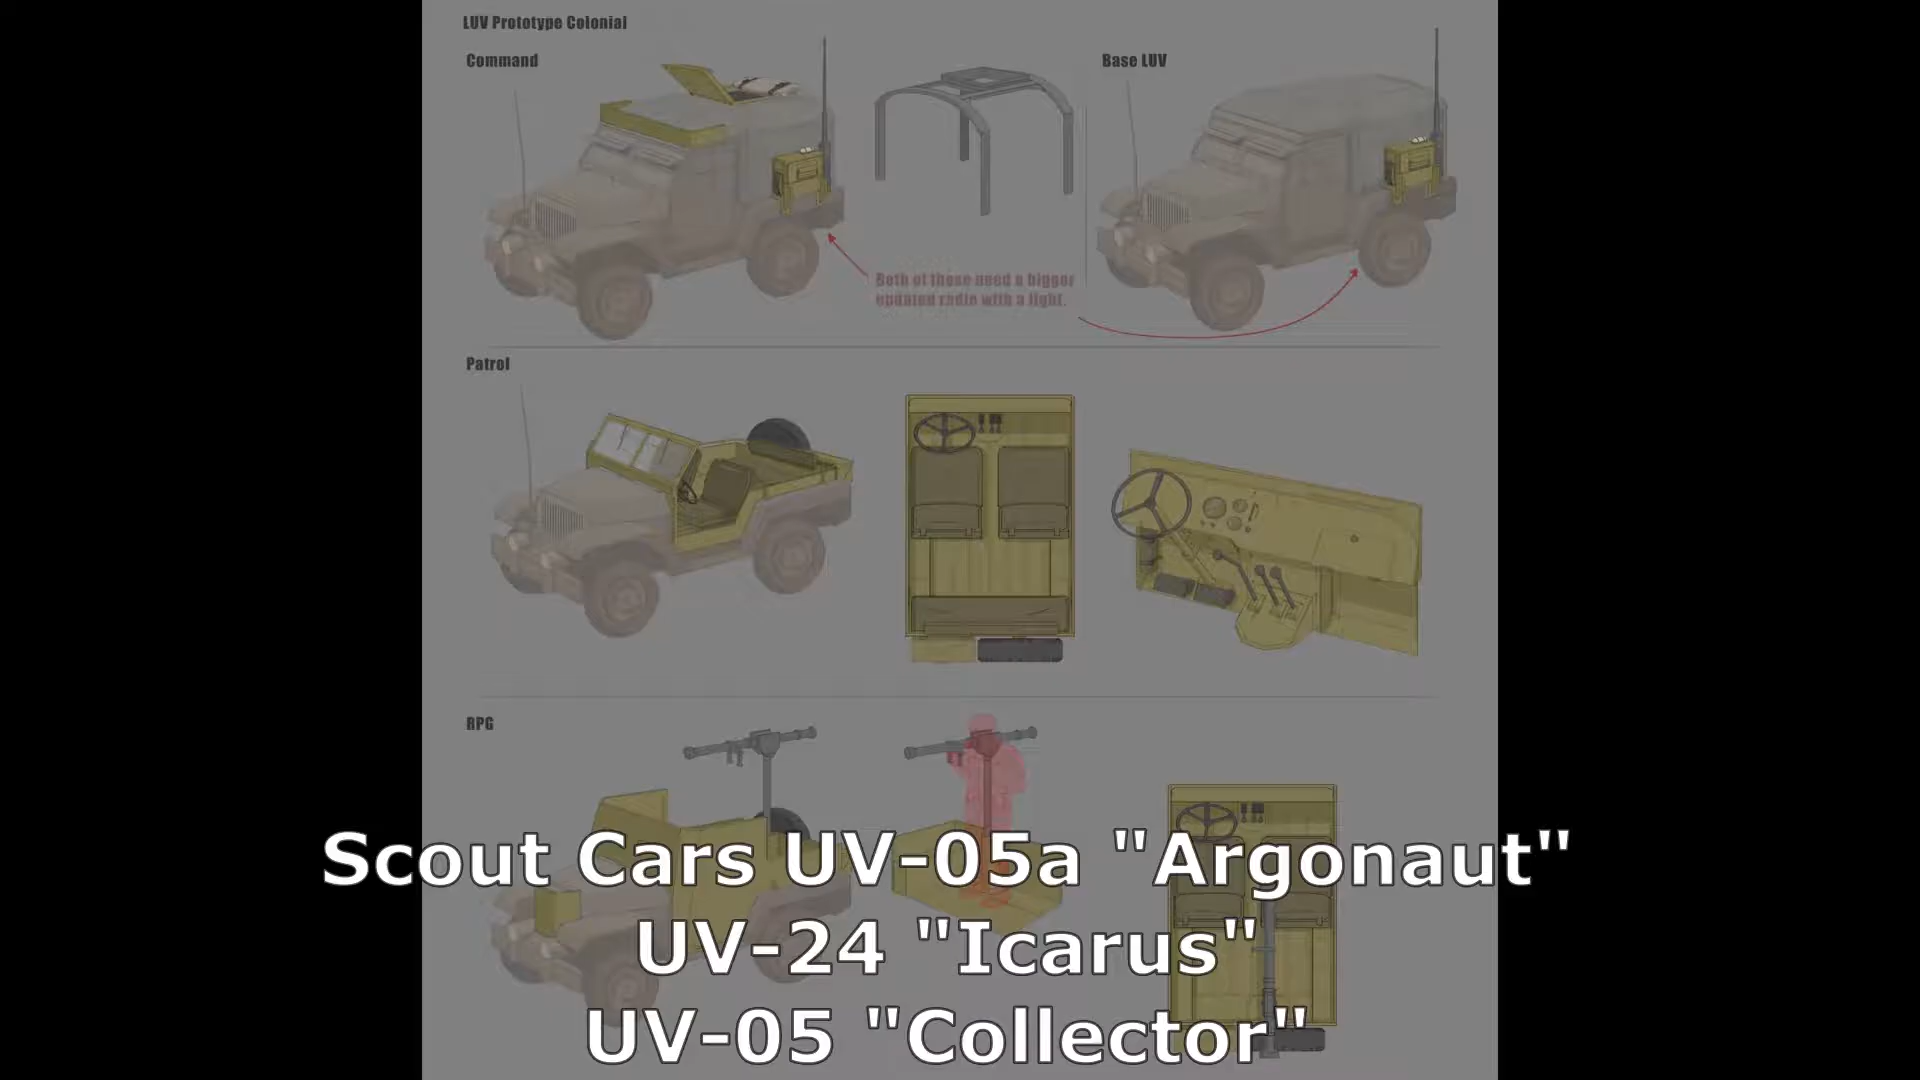 LUV Prototype Colonial
Command
Base LUV
Both of these need a bigger
updated radio with a light.
Patrol
RPG
Scout Cars UV-05a "Argonaut"
UV-24 "Icarus"
UV-05 "Collector"